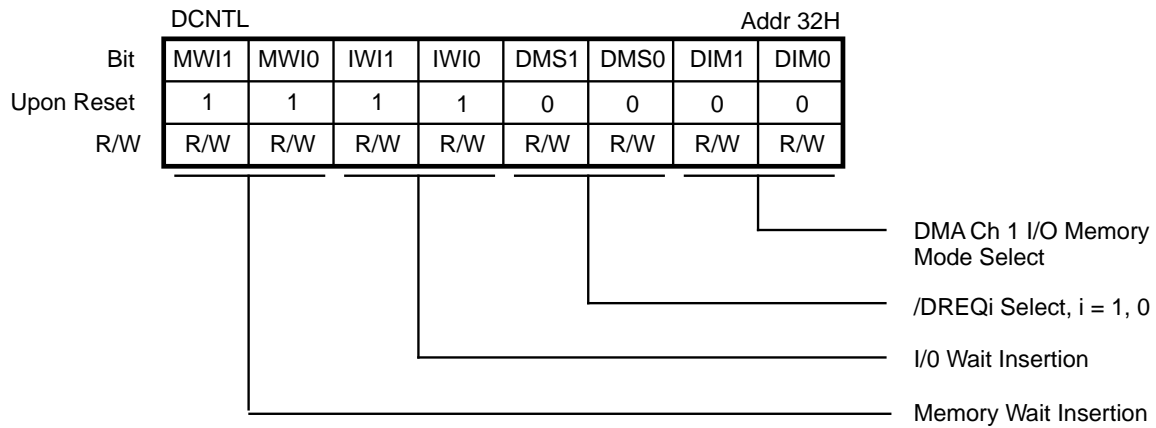 DCNTL Addr 32H
Bit MWI1 MWI0 IWI1 IWI0 DMS1 DMS0 DIM1 DIM0
Upon Reset 1 1 1 1 0 0 0 0
R/W R/W R/W R/W R/W R/W R/W R/W R/W
DMA Ch 1 I/O Memory
Mode Select
/DREQi Select, i = 1, 0
I/0 Wait Insertion
Memory Wait Insertion